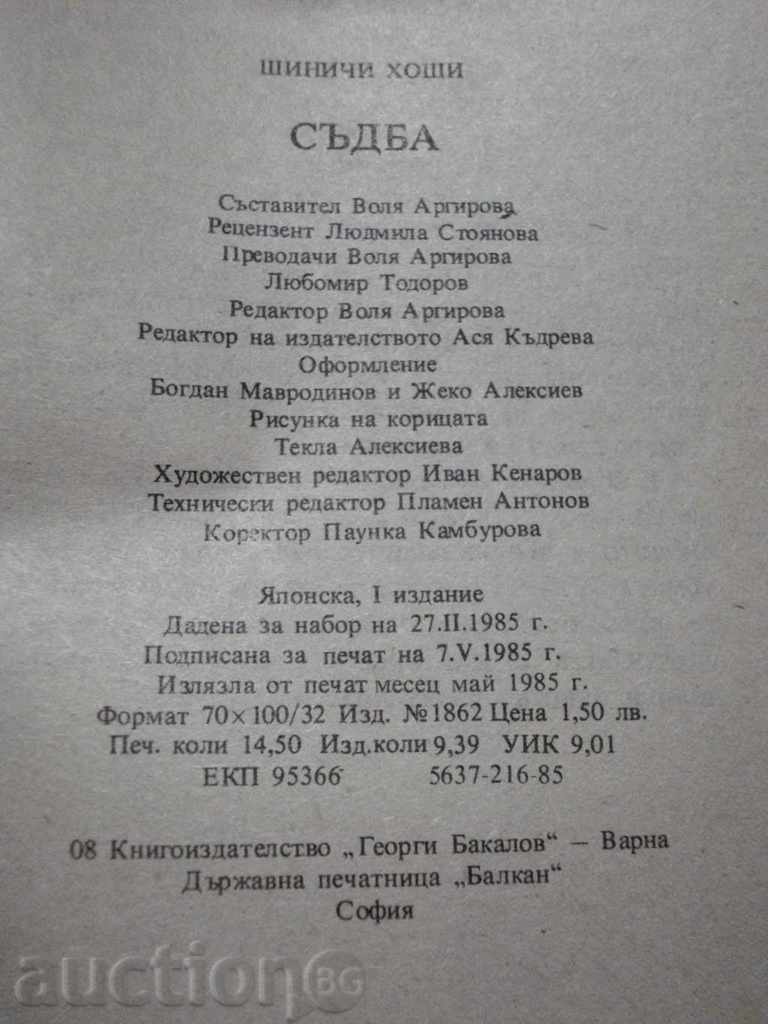 ШИНИЧИ ХОШИ
СЪДБА
Съставител Воля Аргирова
Рецензент Людмила Стоянова
Преводачи Воля Аргирова
Любомир Тодоров
Редактор Воля Аргирова
Редактор на издателството Ася Къдрева
Оформление
Богдан Мавродинов и Жеко Алексиев
Рисунка на корицата
Текла Алексиева
Художествен редактор Иван Кенаров
Технически редактор Пламен Антонов
Коректор Паунка Камбурова
Японска, I издание
Дадена за набор на 27.II.1985 г.
Подписана за печат на 7.V.1985 г.
Излязла от печат месец май 1985 г.
Формат 70×100/32 Изд. №1862 Цена 1,50 лв.
Печ. коли 14,50 Изд.коли 9,39 УИК 9,01
ЕКП 95366 5637-216-85
08 Книгоиздателство „Георги Бакалов“ — Варна
Държавна печатница „Балкан“
София
auction BG